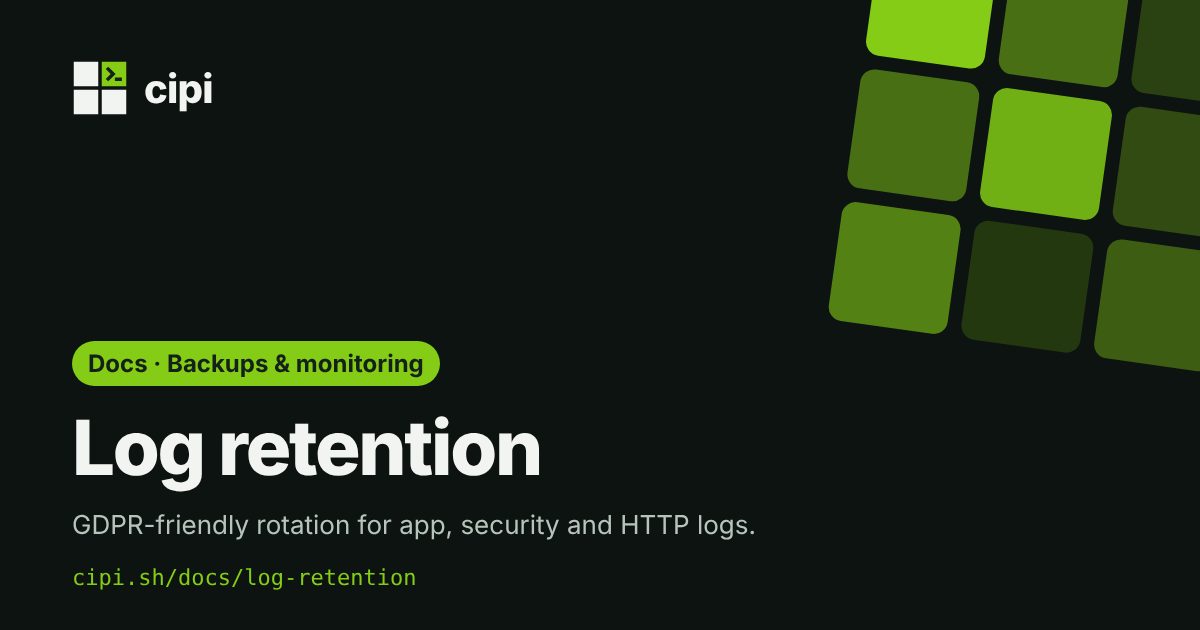 cipi
Docs · Backups & monitoring
Log retention
GDPR-friendly rotation for app, security and HTTP logs.
cipi.sh/docs/log-retention